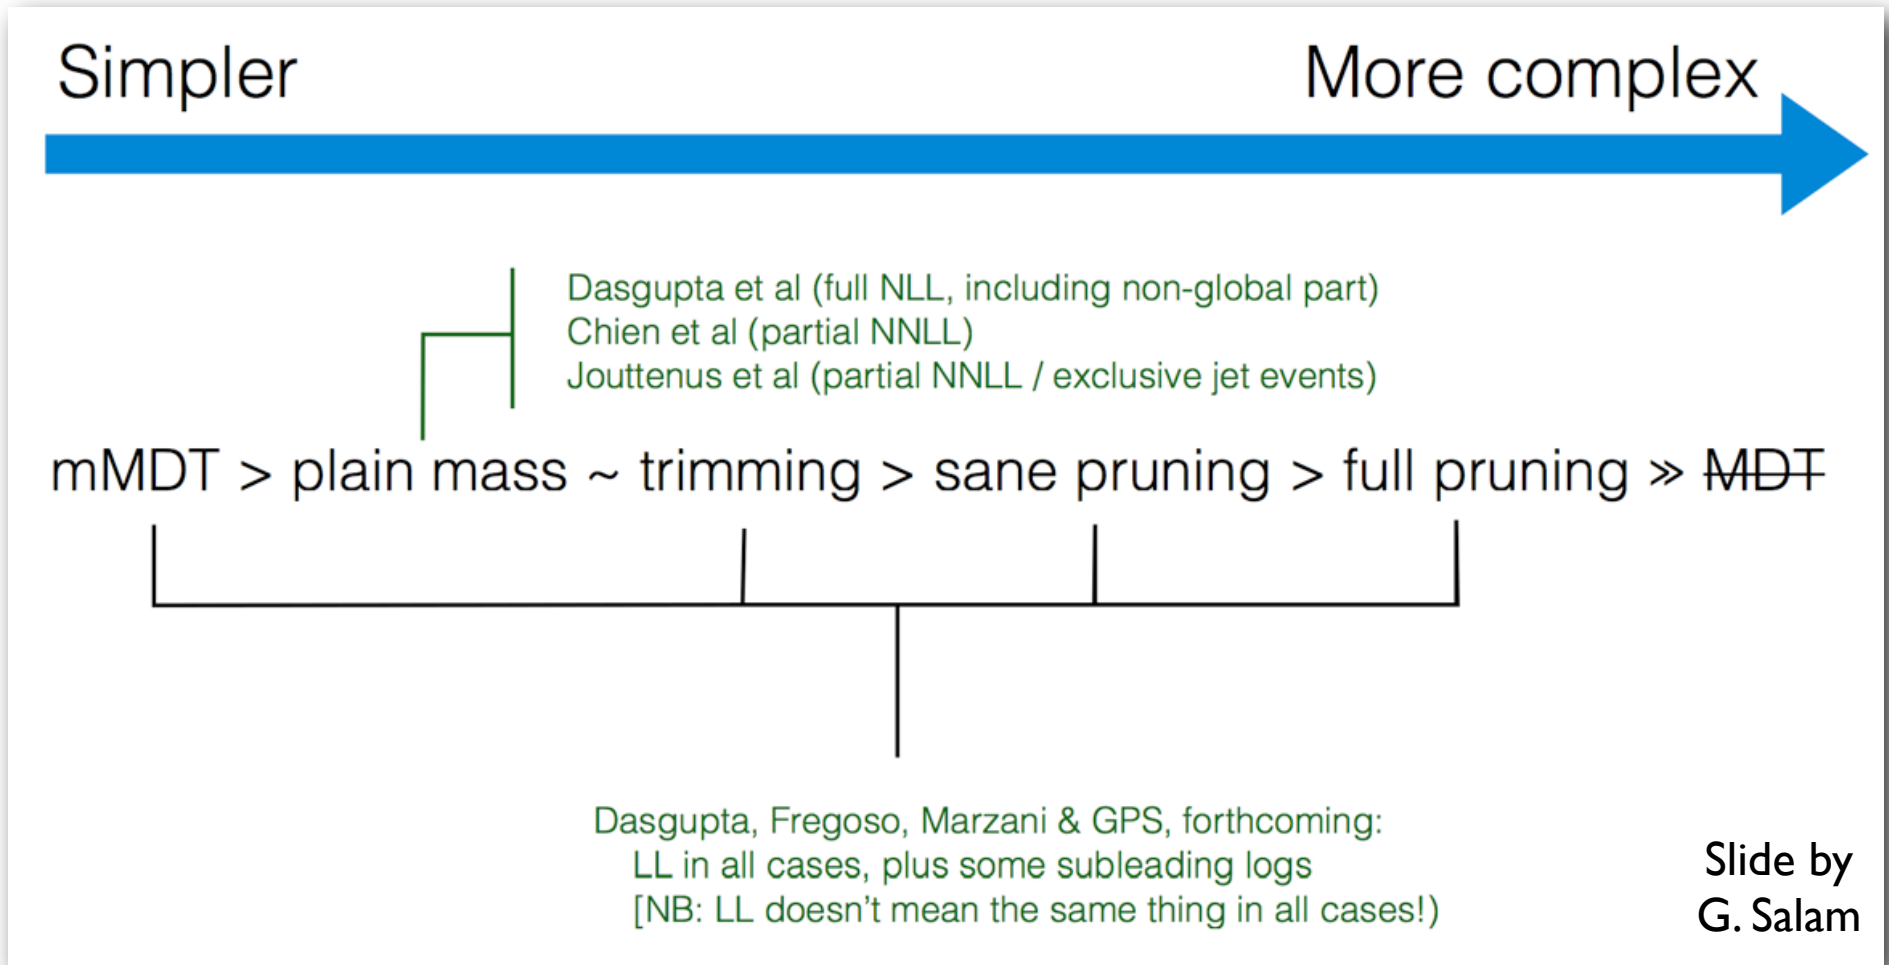 Simpler
More complex
Dasgupta et al (full NLL, including non-global part)
Chien et al (partial NNLL)
Jouttenus et al (partial NNLL / exclusive jet events)
mMDT > plain mass ~ trimming > sane pruning > full pruning » MDT
Dasgupta, Fregoso, Marzani & GPS, forthcoming:
LL in all cases, plus some subleading logs
[NB: LL doesn't mean the same thing in all cases!)
Slide by
G. Salam